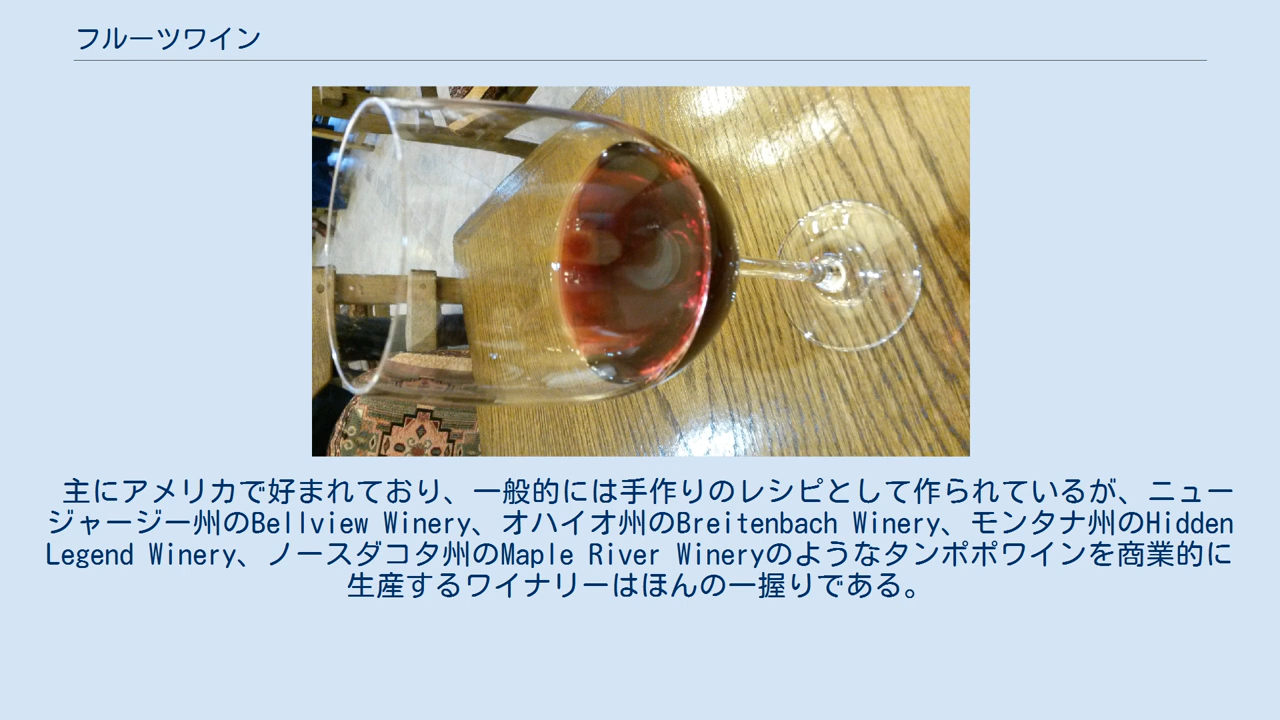 フルーツワイン
主にアメリカで好まれており、一般的には手作りのレシピとして作られているが、ニュー
ジャージー州のBellview Winery、オハイオ州のBreitenbach Winery、モンタナ州のHidden
Legend Winery、ノースダコタ州のMaple River Wineryのようなタンポポワインを商業的に
生産するワイナリーはほんの一握りである。